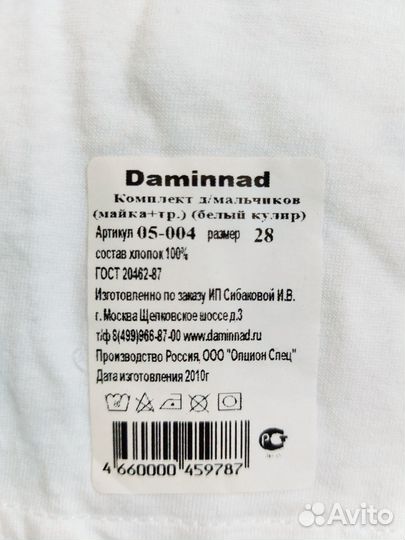 Daminnad
Комплект д/мальчиков
(майка+тр.) (белый кулир)
Артикул 05-004 размер 28
состав хлопок 100%
ГОСТ 20462-87
Изготовленно по заказу ИП Сибаковой И.В.
г. Москва Щелковское шоссе д.3
т/ф 8(499)966-87-00 www.daminnad.ru
Производство Россия, ООО "Опцион Спец"
Дата изготовления 2010г
4 660000 459787
РСТ
Avito